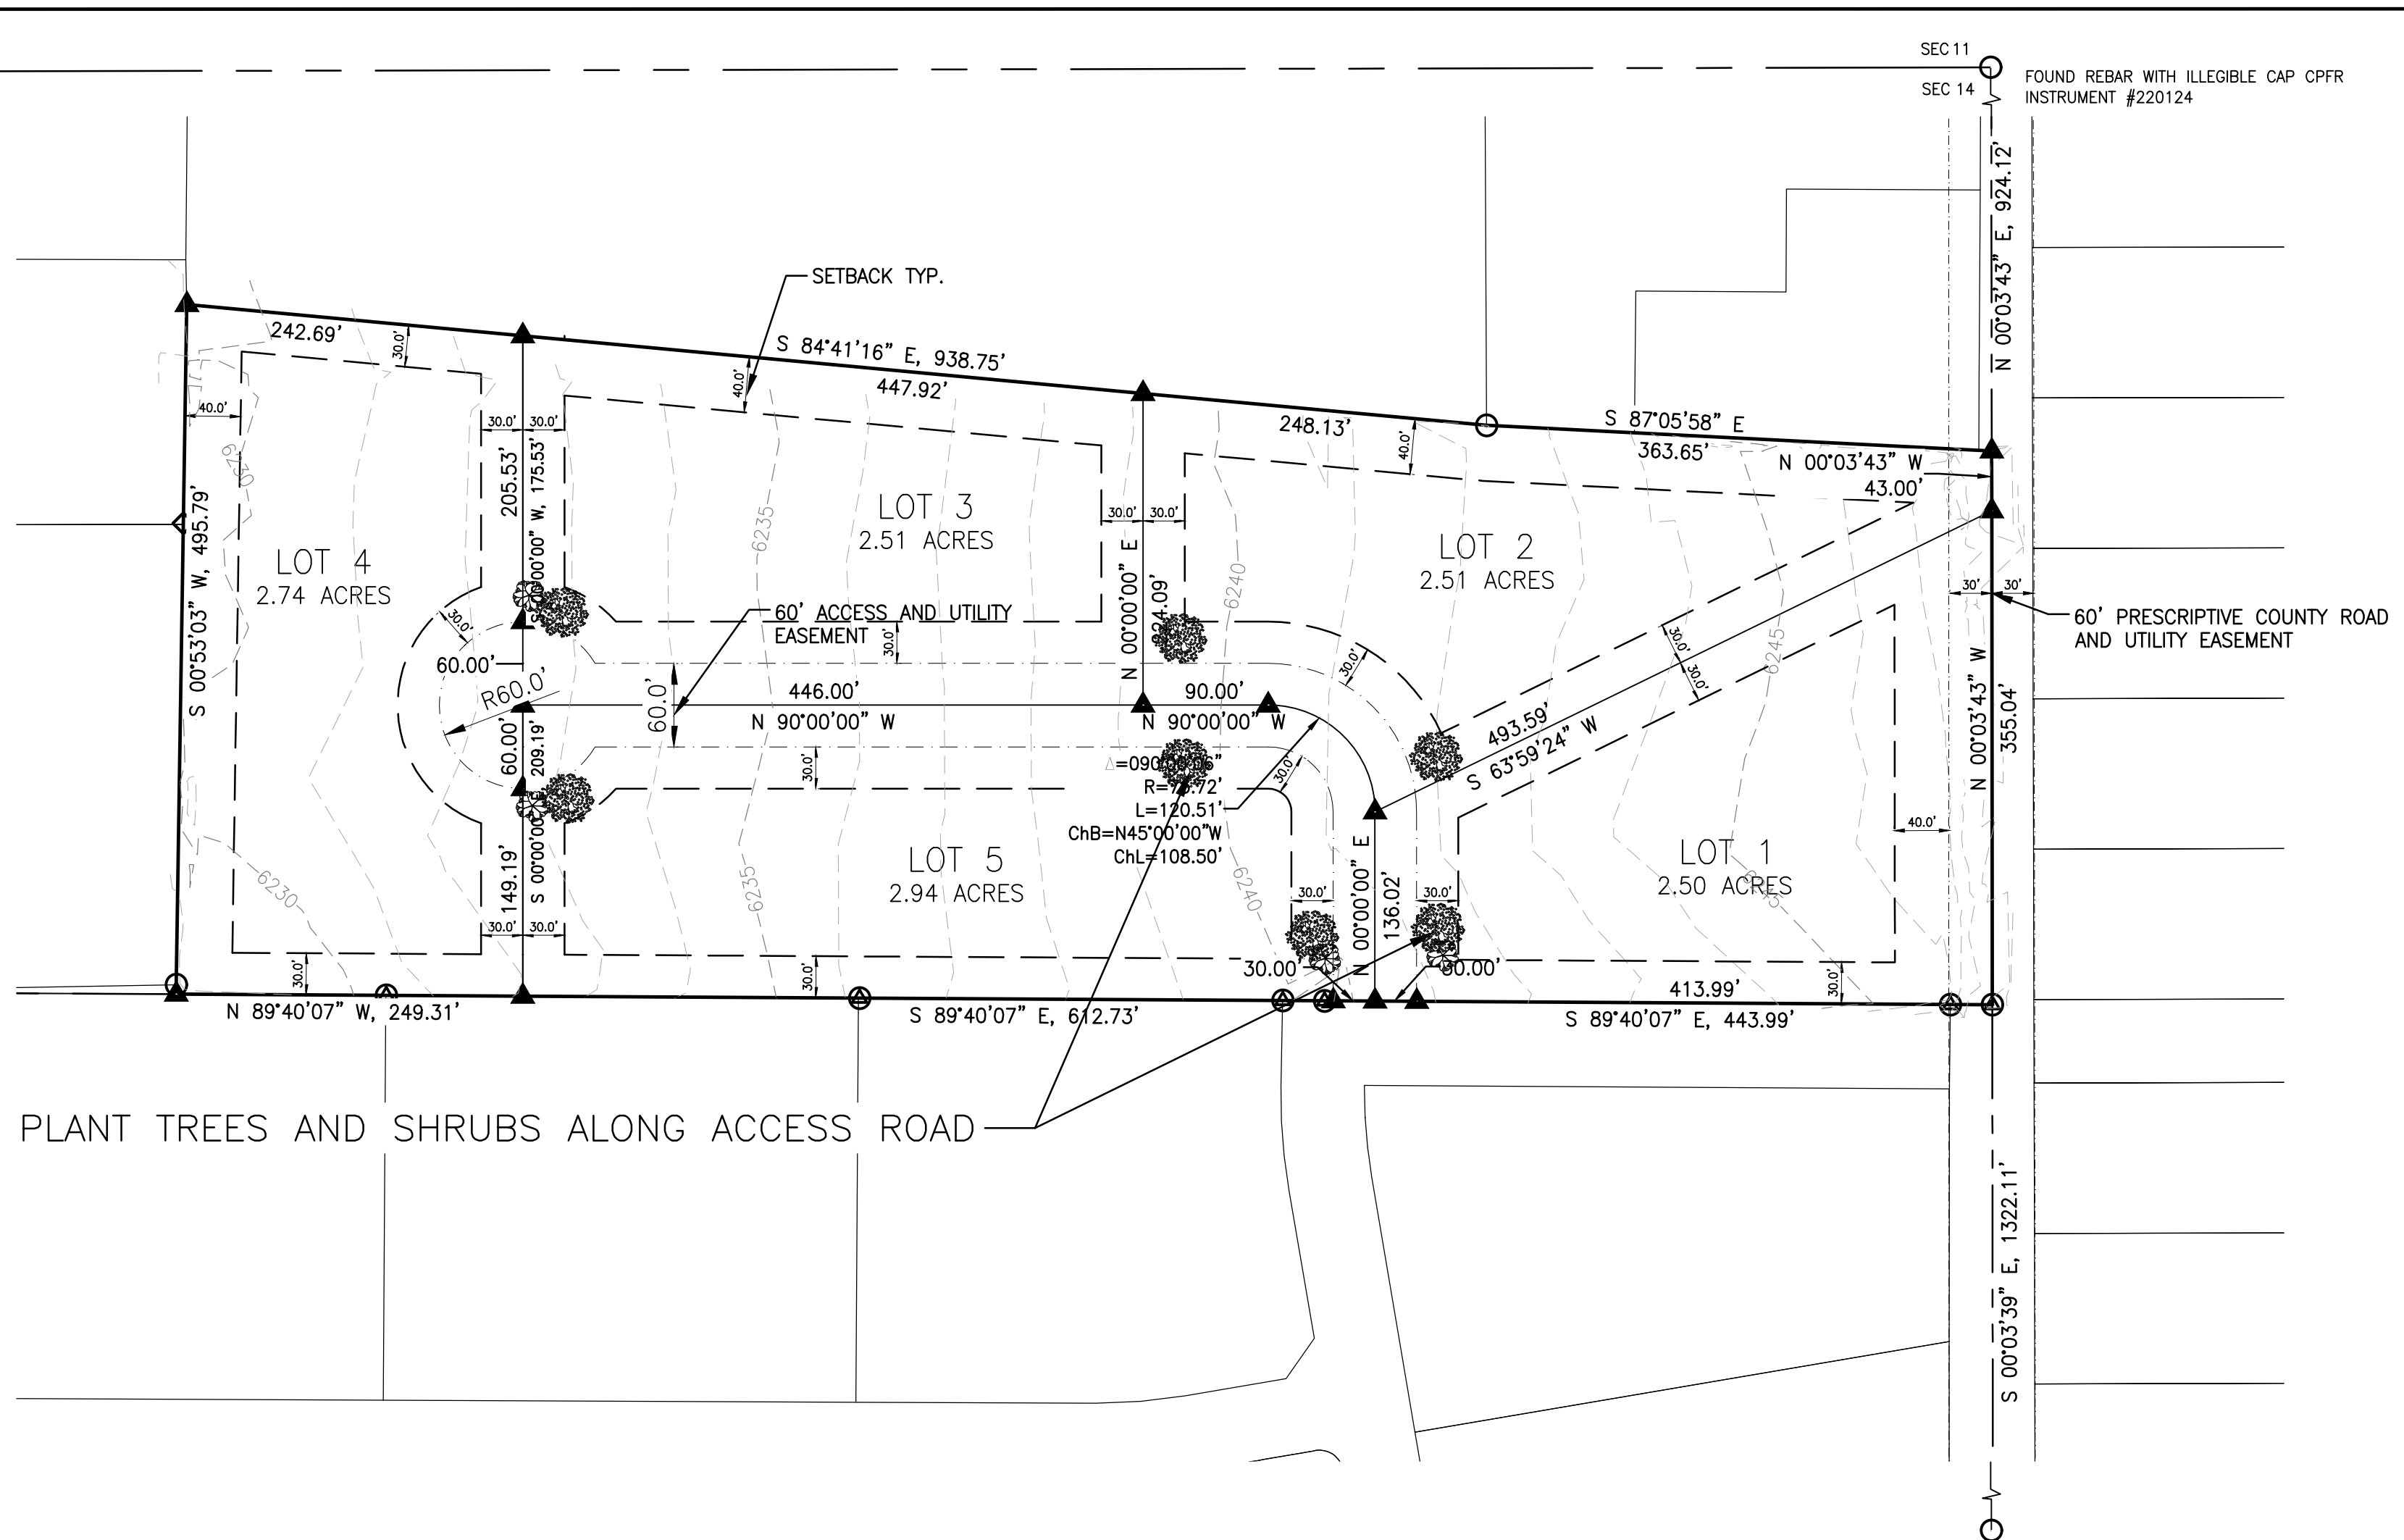 SEC 11
SEC 14
FOUND REBAR WITH ILLEGIBLE CAP CPFR
INSTRUMENT #220124
N 00°03'43" E, 924.12'
SETBACK TYP.
242.69'
30.0'
S 84°41'16" E, 938.75'
447.92'
40.0'
248.13'
40.0'
S 87°05'58" E
363.65'
N 00°03'43" W
43.00'
40.0'
30.0'
30.0'
6230
205.53'
S 00°53'03" W, 495.79'
LOT 4
2.74 ACRES
6235
LOT 3
2.51 ACRES
30.0'
30.0'
N 00°00'00" E
6240
LOT 2
2.51 ACRES
30'
30'
60' PRESCRIPTIVE COUNTY ROAD
AND UTILITY EASEMENT
30.0'
60' ACCESS AND UTILITY
EASEMENT
30.0'
30.0'
30.0'
6245
60.00'
R60.0'
60.0'
446.00'
N 90°00'00" W
90.00'
N 90°00'00" W
30.0'
493.59'
S 63°59'24" W
N 00°03'43" W
355.04'
60.00'
209.19'
30.0'
30.0'
L=120.51'
ChB=N45°00'00"W
ChL=108.50'
40.0'
149.19'
S 00°00'00" E
6230
6235
LOT 5
2.94 ACRES
6240
30.0'
N 00°00'00" E
136.02'
30.0'
LOT 1
2.50 ACRES
6245
30.0'
30.0'
30.0'
30.0'
30.00'
30.00'
413.99'
30.0'
N 89°40'07" W, 249.31'
S 89°40'07" E, 612.73'
S 89°40'07" E, 443.99'
PLANT TREES AND SHRUBS ALONG ACCESS ROAD
S 00°03'39" E, 1322.11'